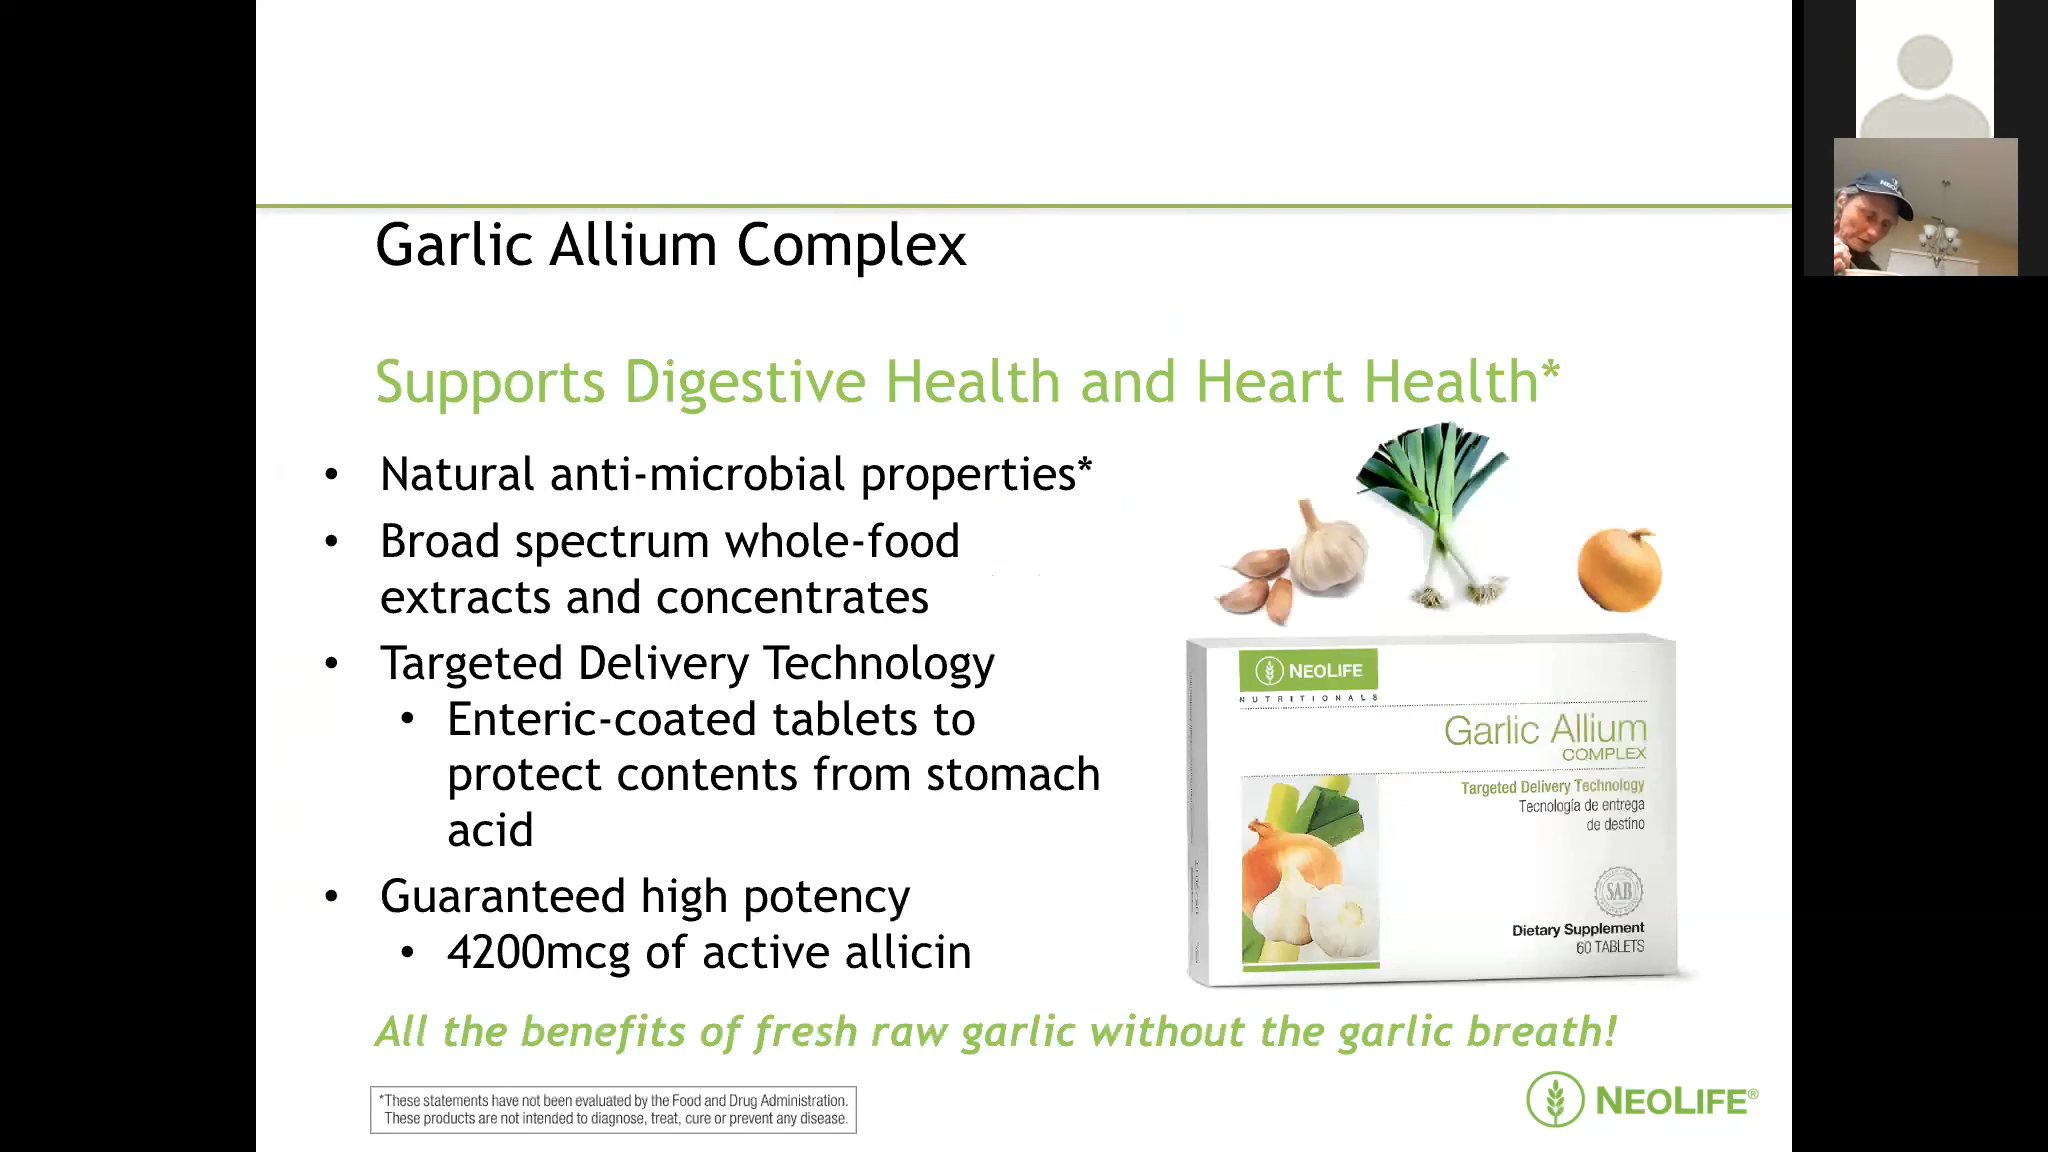 Garlic Allium Complex
Supports Digestive Health and Heart Health*
• Natural anti-microbial properties*
• Broad spectrum whole-food
extracts and concentrates
• Targeted Delivery Technology
• Enteric-coated tablets to
protect contents from stomach
acid
• Guaranteed high potency
• 4200mcg of active allicin
NEOLIFE
NUTRITIONALS
Garlic Allium
COMPLEX
Targeted Delivery Technology
Tecnología de entrega
de destino
SAB
Dietary Supplement
60 TABLETS
All the benefits of fresh raw garlic without the garlic breath!
*These statements have not been evaluated by the Food and Drug Administration.
These products are not intended to diagnose, treat, cure or prevent any disease.
NEOLIFE®